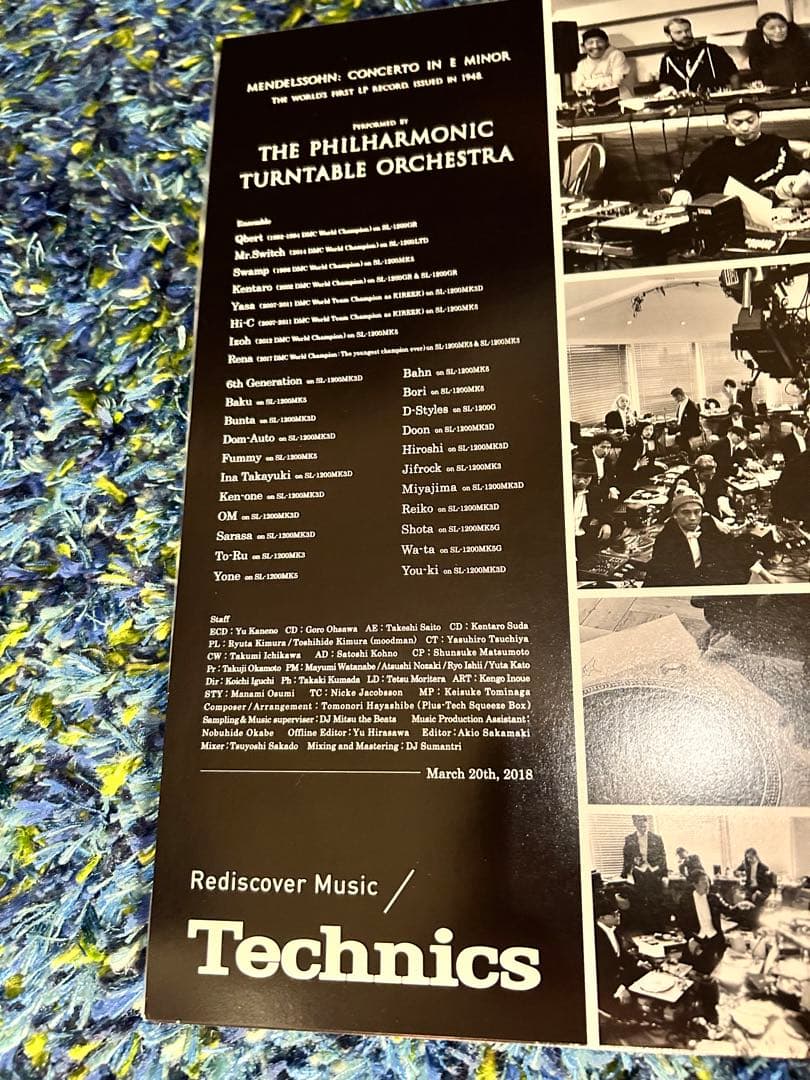 MENDELSSOHN: CONCERTO IN E MINOR
THE WORLD'S FIRST LP RECORD ISSUED IN 1948
PERFORMED BY
THE PHILHARMONIC
TURNTABLE ORCHESTRA
Ensemble
Qbert (1992-1994 DMC World Champion) on SL-1200GR
Mr.Switch (2014 DMC World Champion) on SL-1200LTD
Swamp (1996 DMC World Champion) on SL-1200MK5
Kentaro (2002 DMC World Champion) on SL-1200GR & SL-1200GR
Yasa (2007-2011 DMC World Team Champion as KIREEK) on SL-1200MK3D
Hi-C (2007-2011 DMC World Team Champion as KIREEK) on SL-1200MK5
Izoh (2012 DMC World Champion) on SL-1200MK5
Rena (2017 DMC World Champion : The youngest champion ever) on SL-1200MK5 & SL-1200MK5
6th Generation on SL-1200MK3D
Baku on SL-1200MK5
Bunta on SL-1200MK3D
Dom-Auto on SL-1200MK3D
Fummy on SL-1200MK5
Ina Takayuki on SL-1200MK3D
Ken-one on SL-1200MK3D
OM on SL-1200MK3D
Sarasa on SL-1200MK3D
To-Ru on SL-1200MK3
Yone on SL-1200MK5
Bahn on SL-1200MK5
Bori on SL-1200MK5
D-Styles on SL-1200G
Doon on SL-1200MK3D
Hiroshi on SL-1200MK3D
Jifrock on SL-1200MK3
Miyajima on SL-1200MK3D
Reiko on SL-1200MK3D
Shota on SL-1200MK5G
Wa-ta on SL-1200MK5G
You-ki on SL-1200MK3D
Staff
ECD : Yu Kaneno CD : Goro Ohsawa AE : Takeshi Saito CD : Kentaro Suda
PL : Ryuta Kimura / Toshihide Kimura (moodman) CT : Yasuhiro Tsuchiya
CW : Takumi Ichikawa AD : Satoshi Kohno CP : Shunsuke Matsumoto
Pr : Takuji Okamoto PM : Mayumi Watanabe / Atsushi Nozaki / Ryo Ishii / Yuta Kato
Dir : Koichi Iguchi Ph : Takaki Kumada LD : Tetsu Moritera ART : Kengo Inoue
STY : Manami Osumi TC : Nicke Jacobsson MP : Keisuke Tominaga
Composer / Arrangement : Tomonori Hayashibe (Plus-Tech Squeeze Box)
Sampling & Music supervisor : DJ Mitsu the Beats Music Production Assistant :
Nobuhide Okabe Offline Editor : Yu Hirasawa Editor : Akio Sakamaki
Mixer : Tsuyoshi Sakado Mixing and Mastering : DJ Sumantri
March 20th, 2018
Rediscover Music /
Technics